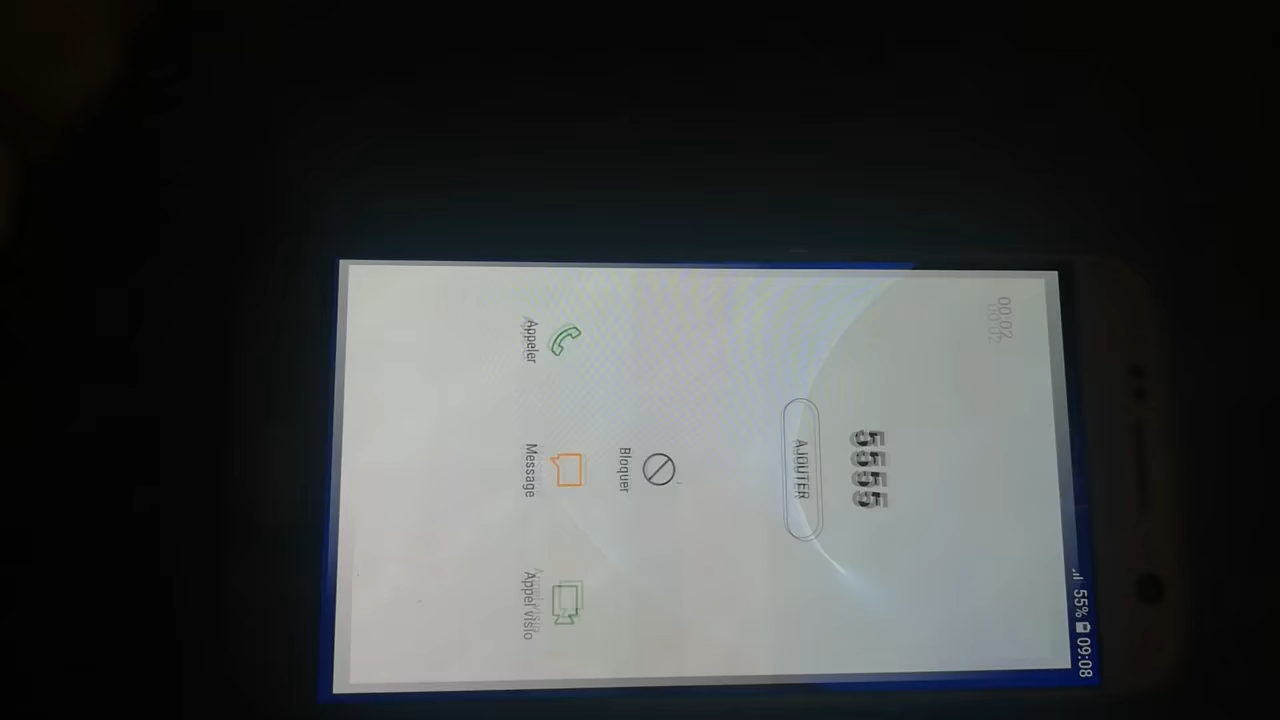 55% 09:08
00:02
5555
AJOUTER
Bloquer
Appeler
Message
Appel visio